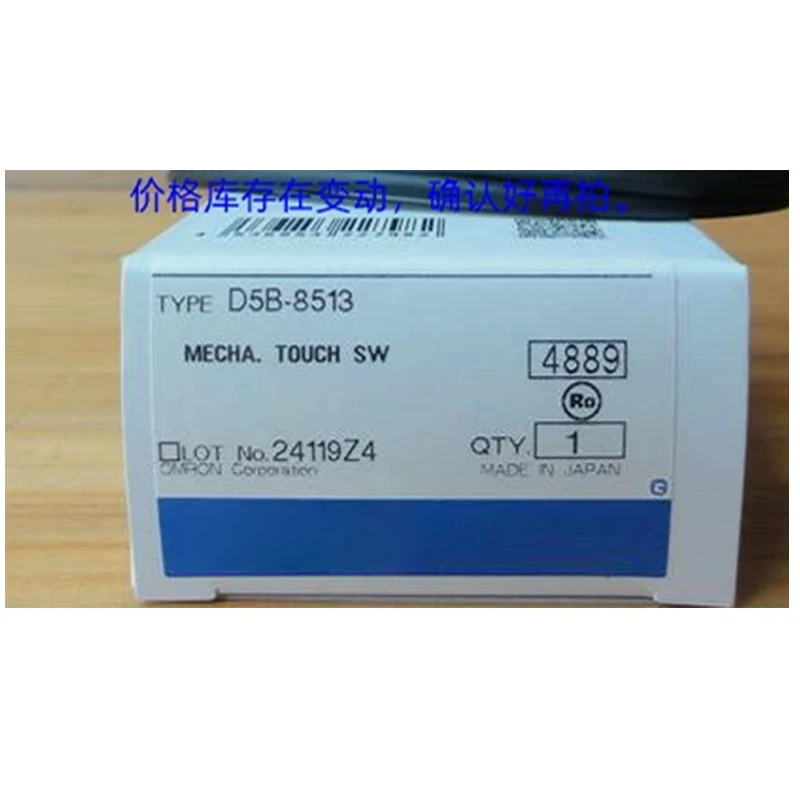 价格库存在变动，确认好再拍。
TYPE D5B-8513
MECHA. TOUCH SW
4889
Ro
LOT No. 24119Z4
QTY. 1
OMRON Corporation
MADE IN JAPAN
G